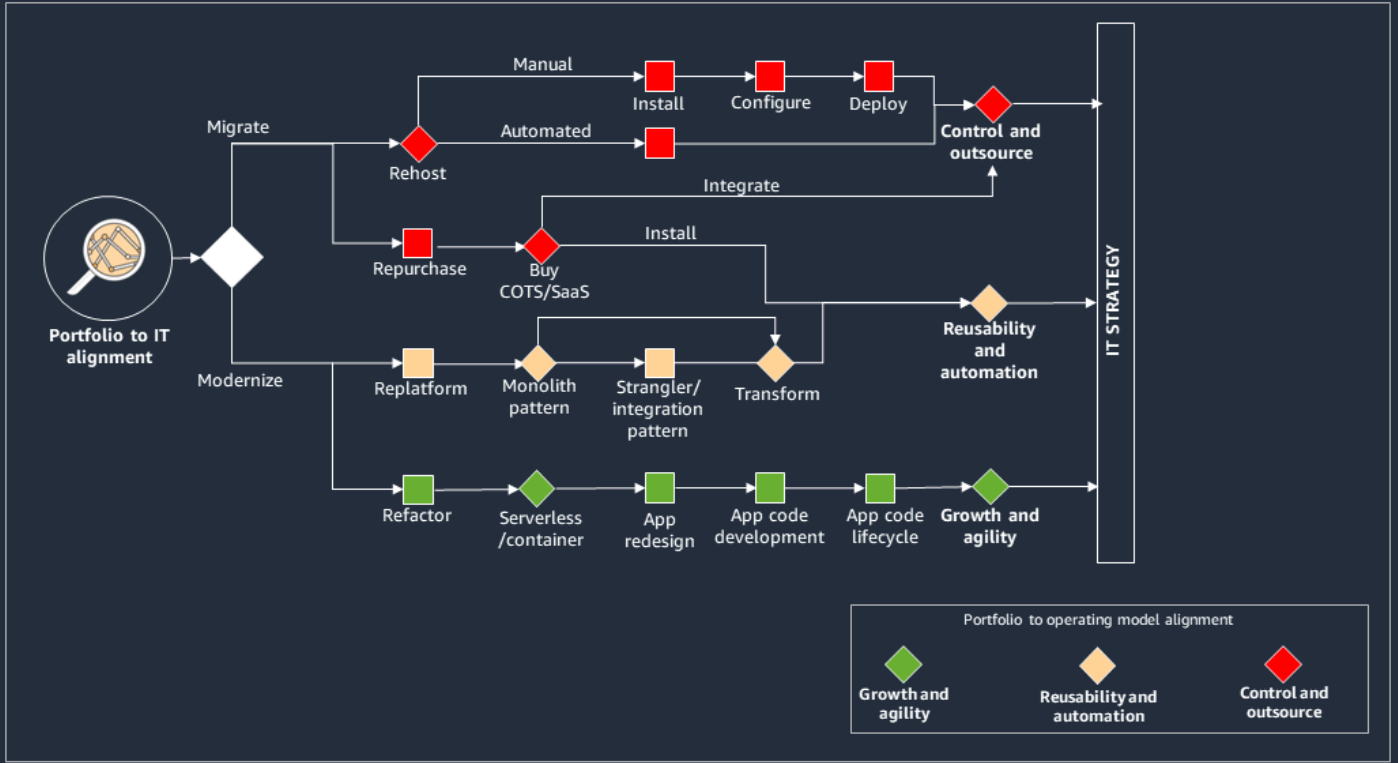 Manual
Install
Configure
Deploy
Migrate
Automated
Control and
outsource
Rehost
Integrate
Install
Repurchase
Buy
COTS/SaaS
Portfolio to IT
alignment
Reusability
and
automation
IT STRATEGY
Modernize
Replatform
Monolith
pattern
Strangler/
integration
pattern
Transform
Refactor
Serverless
/container
App
redesign
App code
development
App code
lifecycle
Growth and
agility
Portfolio to operating model alignment
Growth and
agility
Reusability and
automation
Control and
outsource